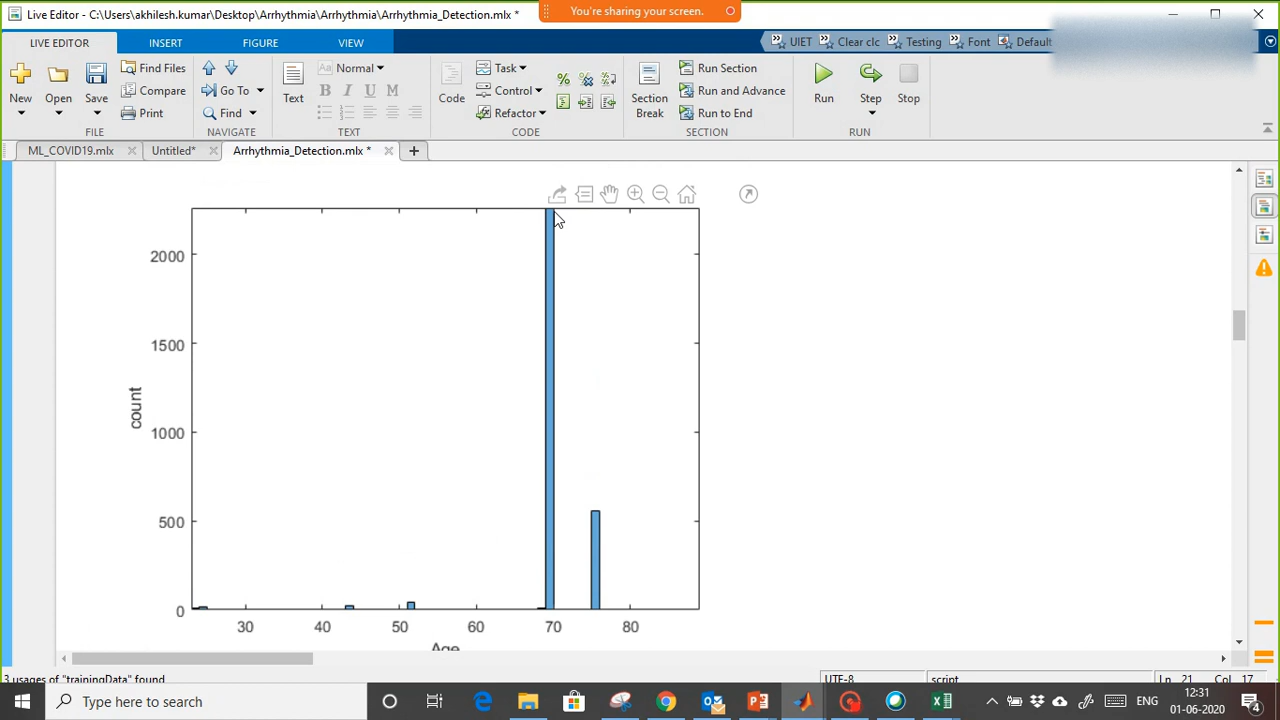 Live Editor - C:\Users\akhilesh.kumar\Desktop\Arrhythmia\Arrhythmia\Arrhythmia_Detection.mlx *
You're sharing your screen.
LIVE EDITOR INSERT FIGURE VIEW
UIET Clear clc Testing Font Default
New Open Save
Find Files
Compare
Print
FILE
Go To
Find
NAVIGATE
Text
Aa Normal
B I U M
TEXT
Code
Task
Control
Refactor
CODE
Section Break
Run Section
Run and Advance
Run to End
SECTION
Run Step Stop
RUN
ML_COVID19.mlx Untitled* Arrhythmia_Detection.mlx *
2000
1500
1000
500
0
count
30 40 50 60 70 80
Age
3 usages of "trainingData" found
UTF-8 script Ln 21 Col 17
Type here to search
ENG
12:31
01-06-2020
4